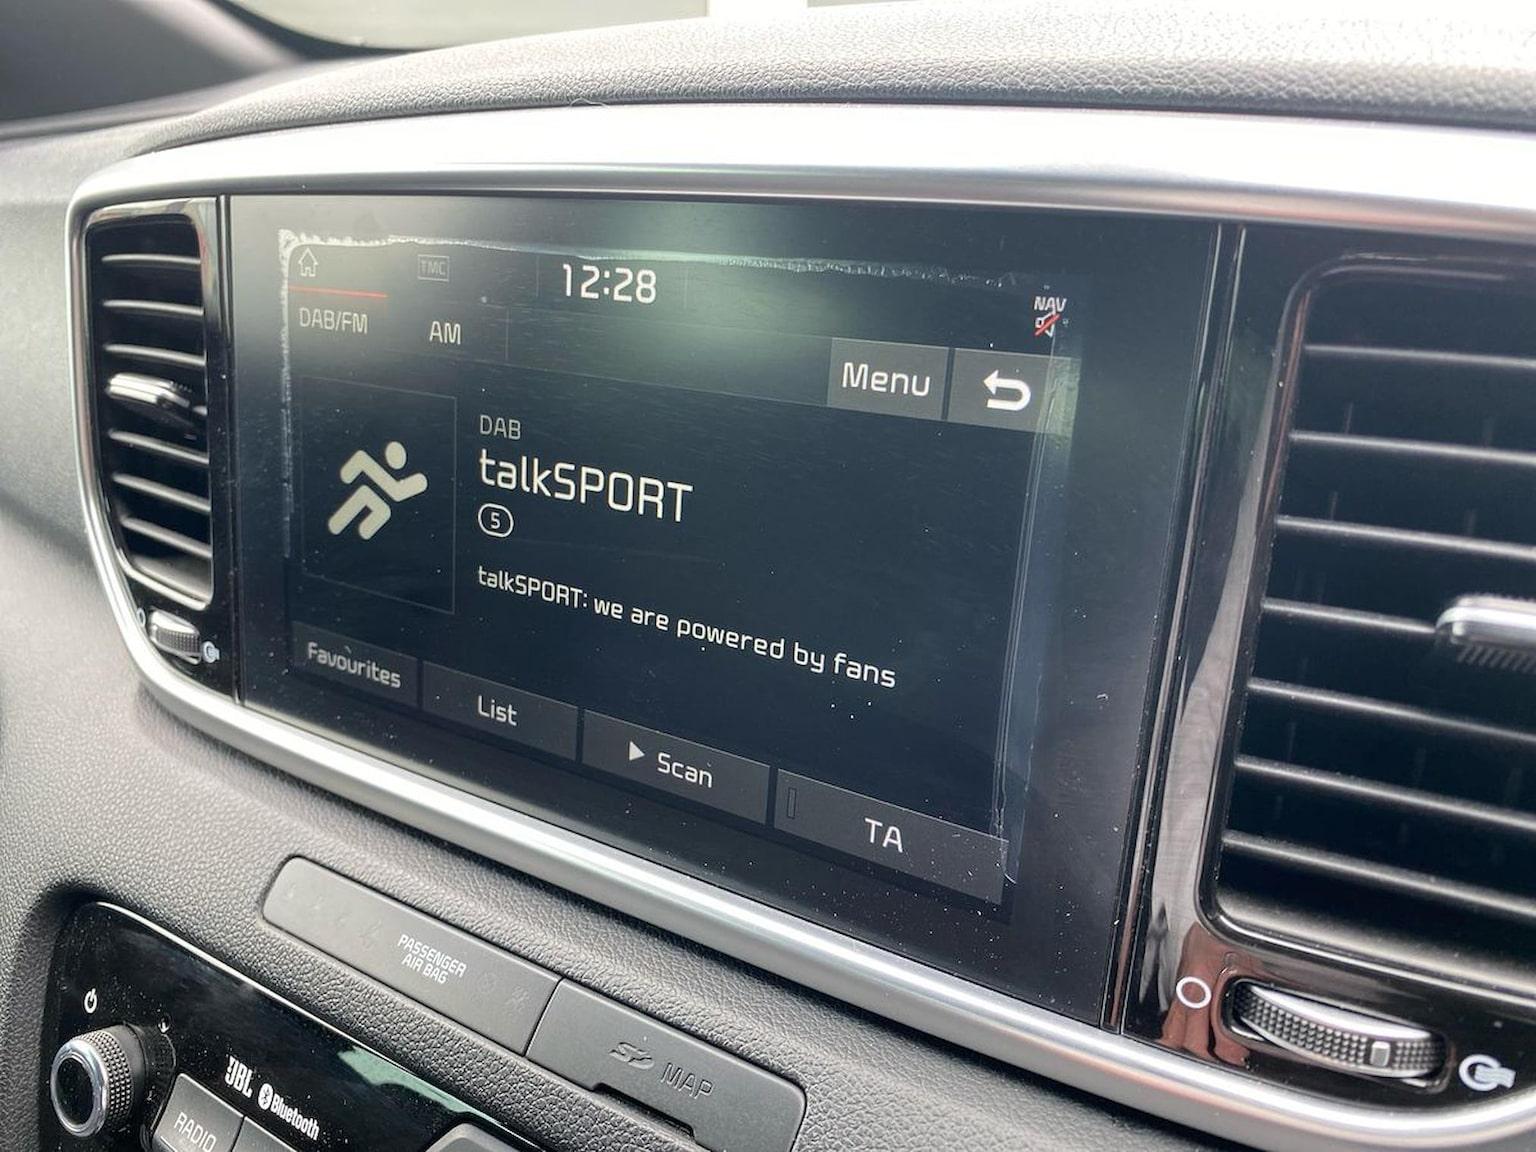 TMC
12:28
NAV
DAB/FM
AM
Menu
DAB
talkSPORT
5
talkSPORT: we are powered by fans
Favourites
List
Scan
TA
PASSENGER
AIR BAG
SD MAP
JBL Bluetooth
RADIO